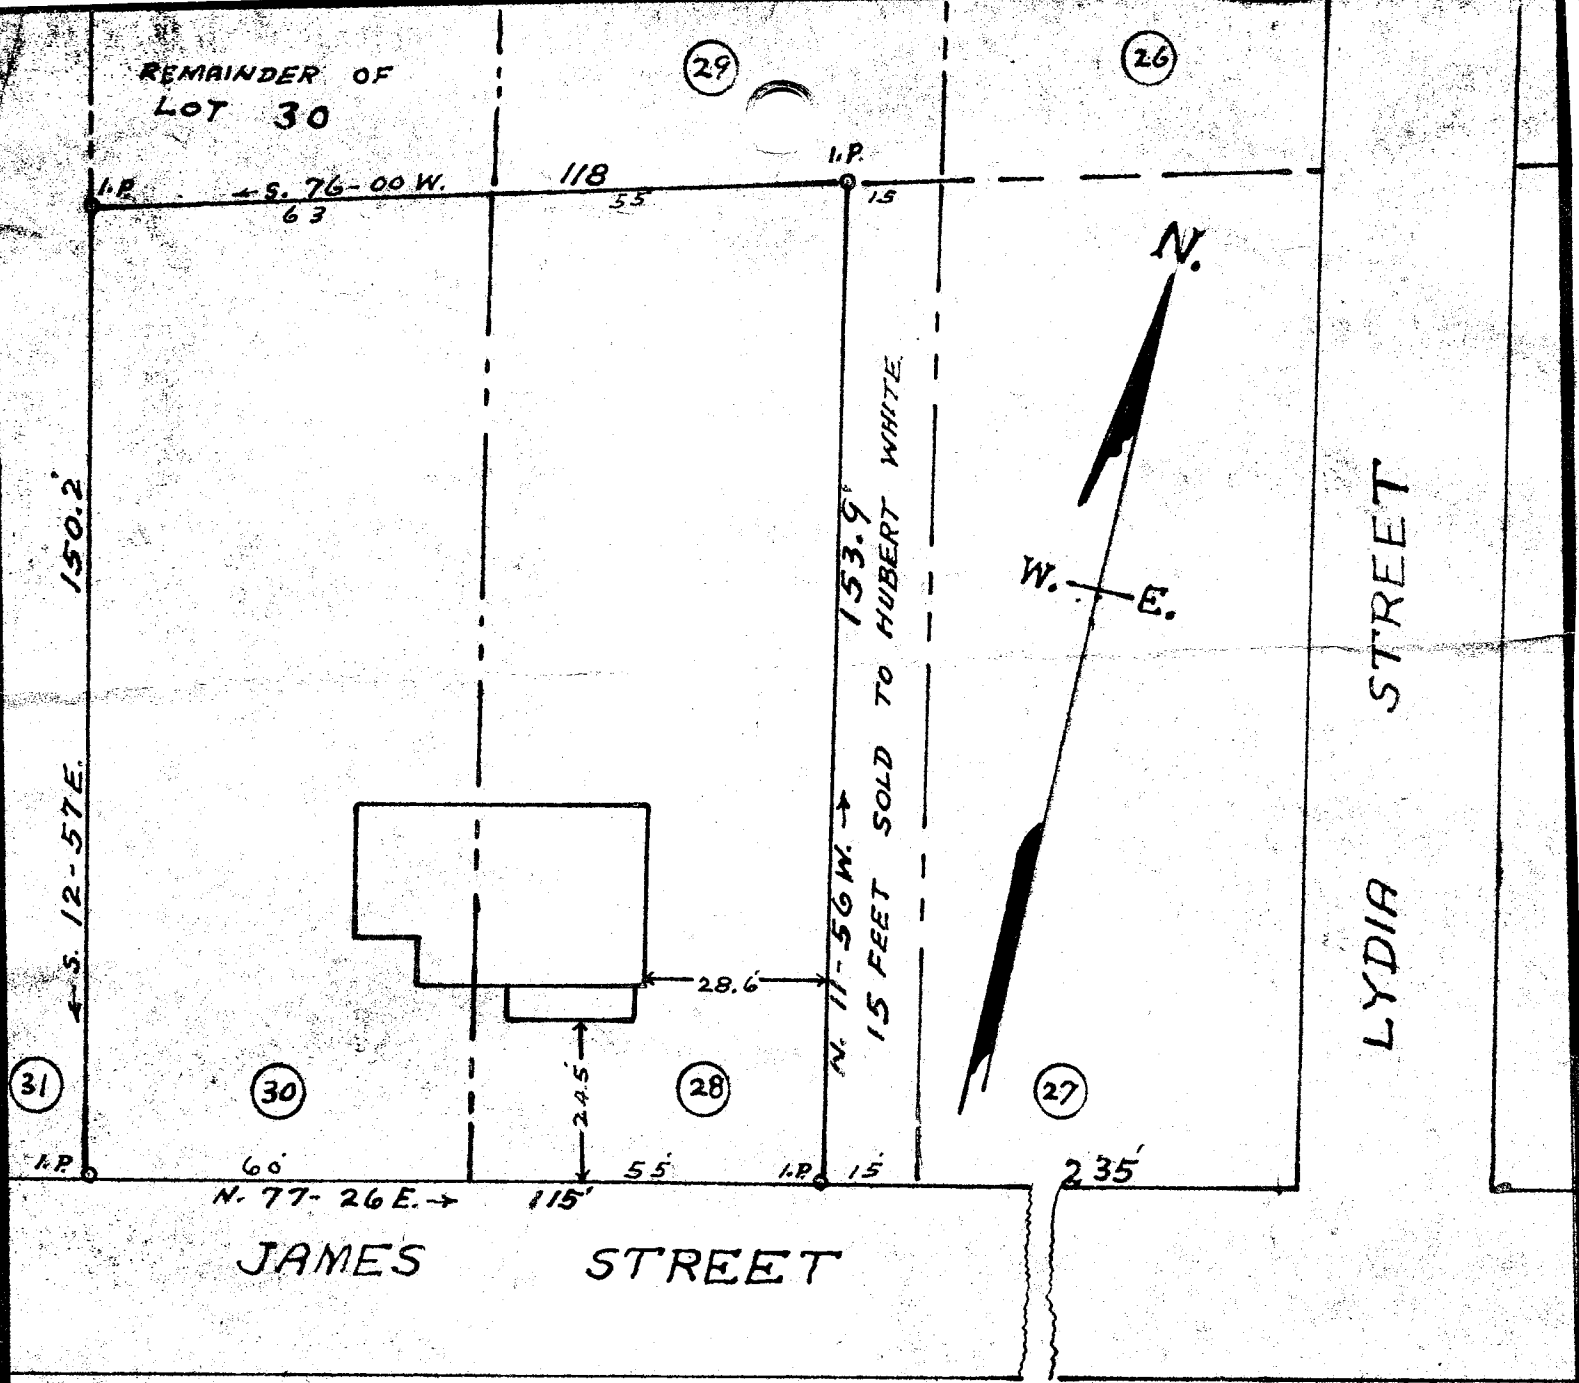 REMAINDER OF
LOT 30
29
26
I.P.
← S. 76-00 W.
63
118
55
I.P.
15
N.
W. E.
150.2'
← S. 12-57 E.
153.9'
N. 11-56 W. →
15 FEET SOLD TO HUBERT WHITE
LYDIA STREET
28.6'
24.5'
31
30
28
27
I.P.
60'
N. 77-26 E. →
115'
55'
I.P.
15'
235'
JAMES STREET